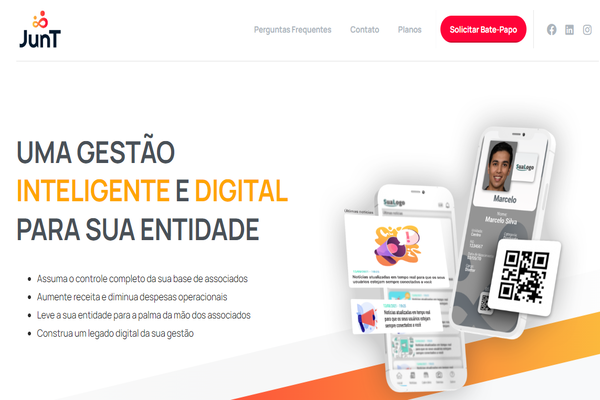 JunT
Perguntas Frequentes
Contato
Planos
Solicitar Bate-Papo
UMA GESTÃO
INTELIGENTE E DIGITAL
PARA SUA ENTIDADE
Assuma o controle completo da sua base de associados
Aumente receita e diminua despesas operacionais
Leve a sua entidade para a palma da mão dos associados
Construa um legado digital da sua gestão
SuaLogo
Últimas notícias
Notícias atualizadas em tempo real para que os seus
usuários estejam sempre conectados a você
Notícias atualizadas em tempo real
para que os seus usuários estejam
sempre conectados a você
SuaLogo
Marcelo
Nome
Marcelo Silva